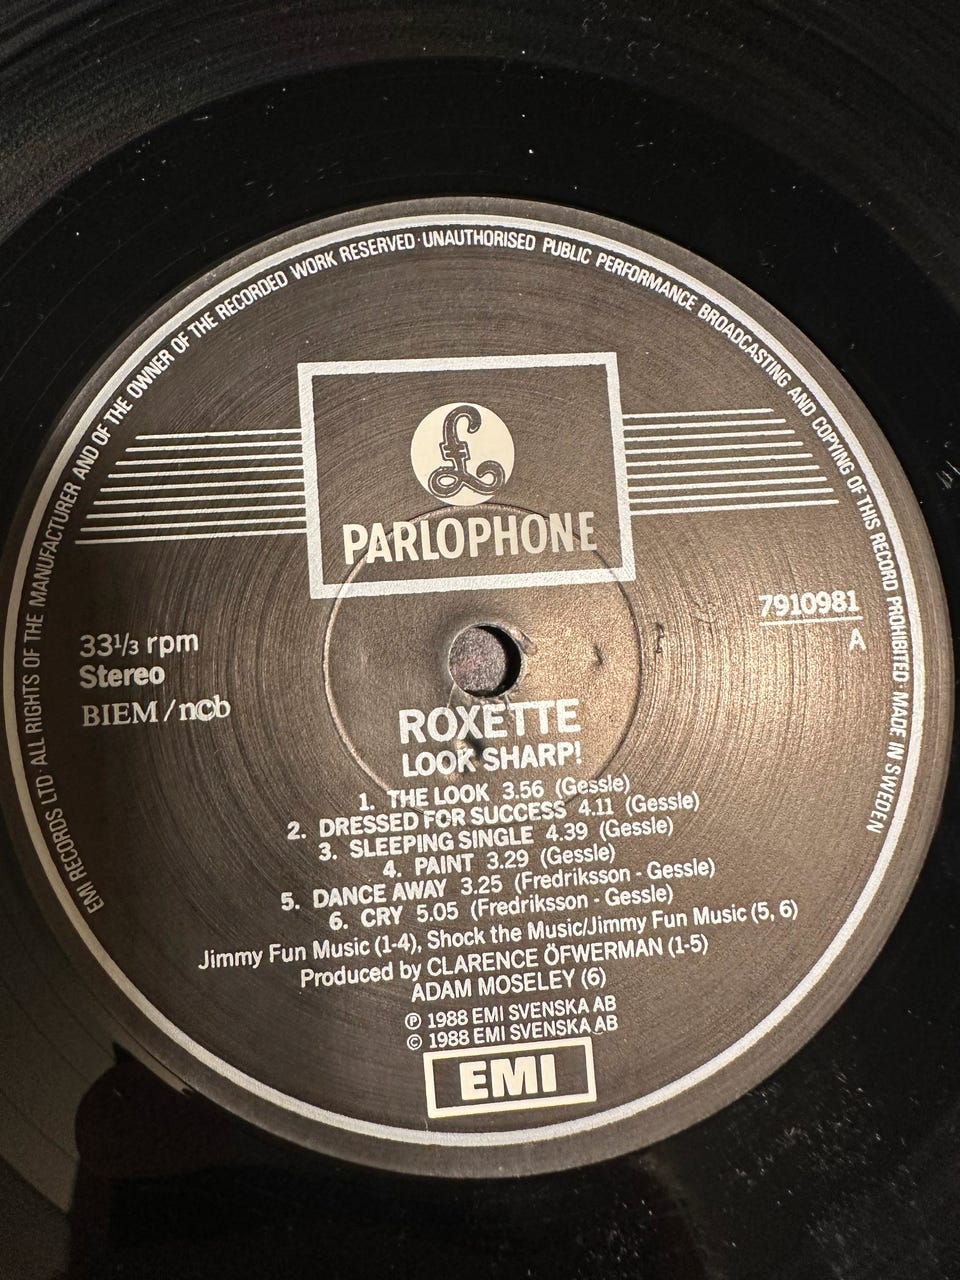 EMI RECORDS LTD · ALL RIGHTS OF THE MANUFACTURER AND OF THE OWNER OF THE RECORDED WORK RESERVED · UNAUTHORISED PUBLIC PERFORMANCE BROADCASTING AND COPYING OF THIS RECORD PROHIBITED · MADE IN SWEDEN
£
PARLOPHONE
7910981
A
33⅓ rpm
Stereo
BIEM/ncb
ROXETTE
LOOK SHARP!
1. THE LOOK 3.56 (Gessle)
2. DRESSED FOR SUCCESS 4.11 (Gessle)
3. SLEEPING SINGLE 4.39 (Gessle)
4. PAINT 3.29 (Gessle)
5. DANCE AWAY 3.25 (Fredriksson - Gessle)
6. CRY 5.05 (Fredriksson - Gessle)
Jimmy Fun Music (1-4), Shock the Music/Jimmy Fun Music (5, 6)
Produced by CLARENCE ÖFWERMAN (1-5)
ADAM MOSELEY (6)
℗ 1988 EMI SVENSKA AB
© 1988 EMI SVENSKA AB
EMI